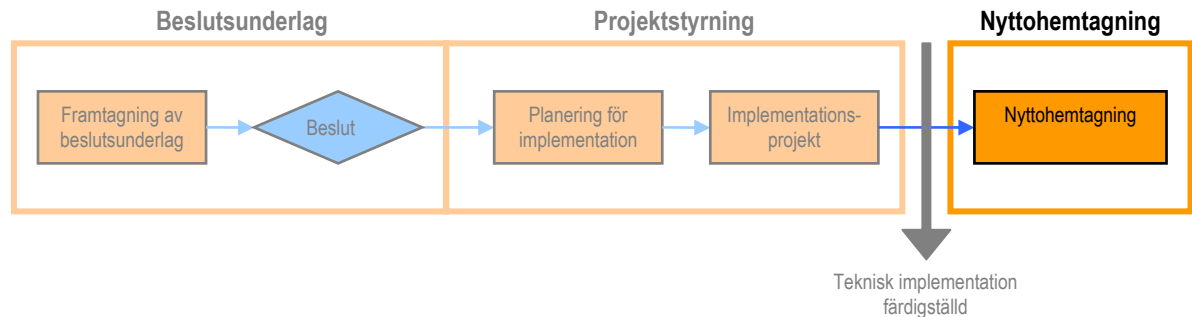 Beslutsunderlag
Projektstyrning
Nyttohemtagning
Framtagning av
beslutsunderlag
Beslut
Planering för
implementation
Implementations-
projekt
Nyttohemtagning
Teknisk implementation
färdigställd